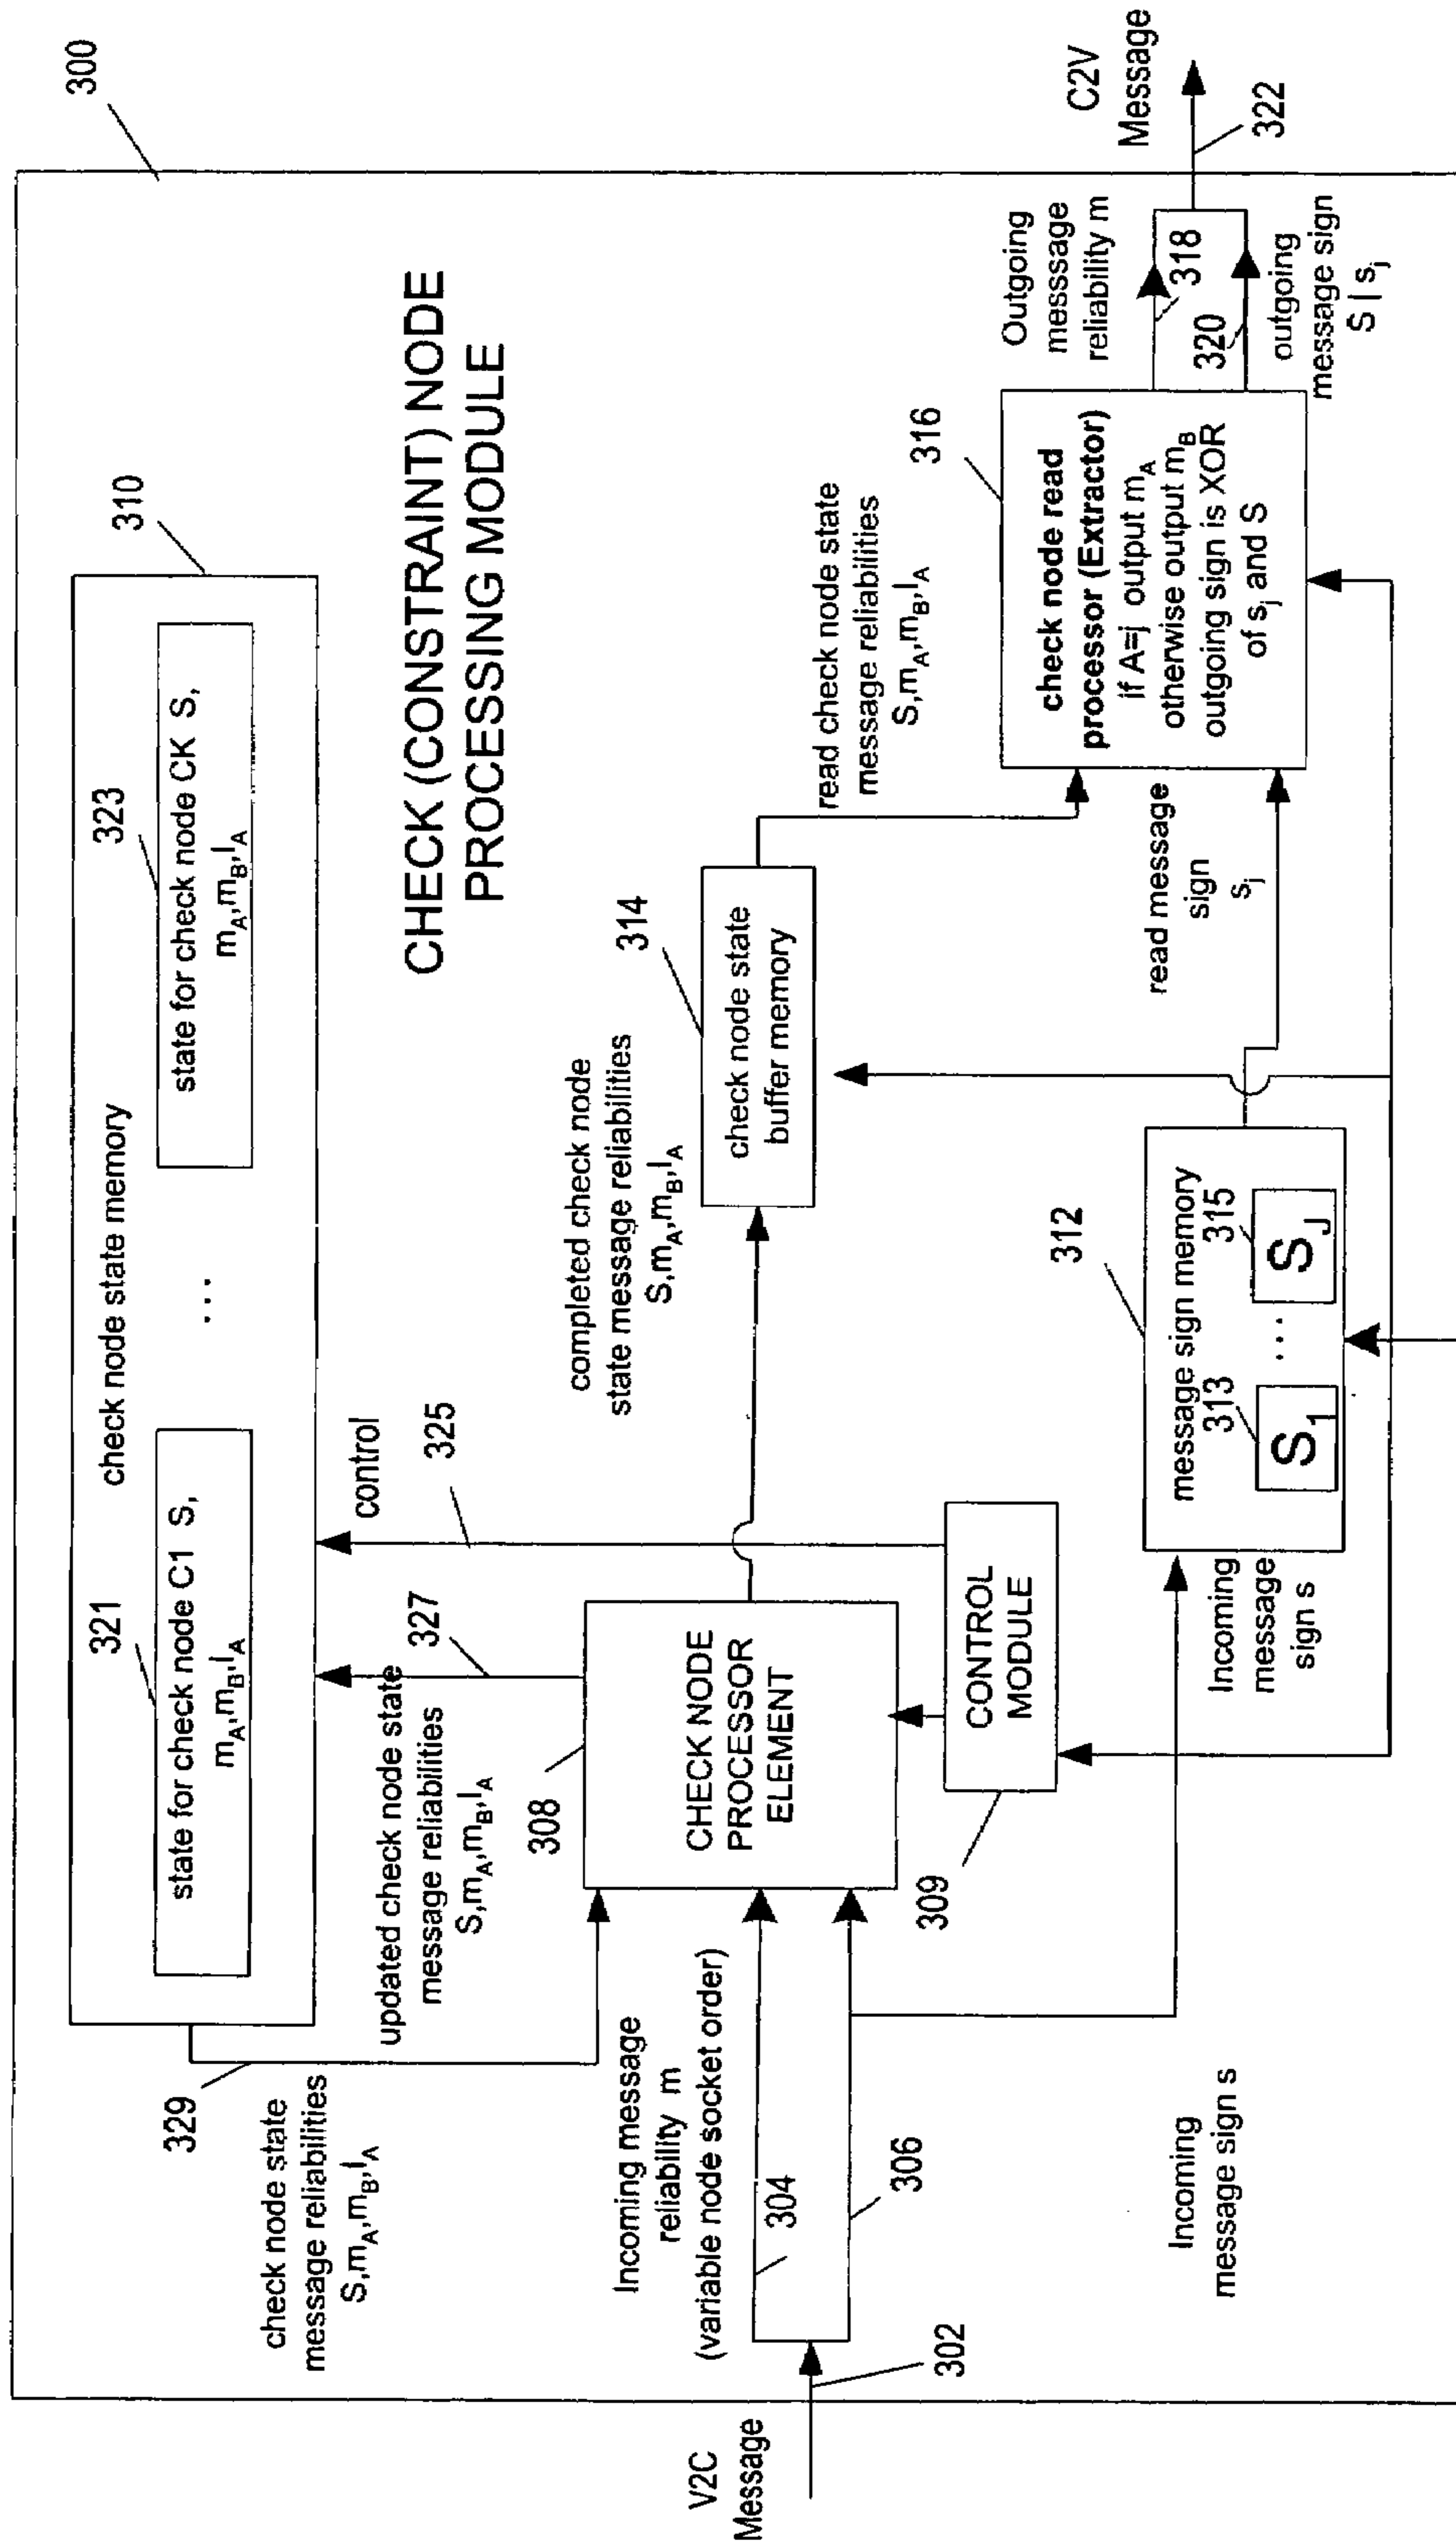 300
check node state memory
310
321
state for check node C1 S,
mA,mB,IA
...
323
state for check node CK S,
mA,mB,IA
329
check node state
message reliabilities
S,mA,mB,IA
updated check node state
message reliabilities
S,mA,mB,IA
327
control
325
CHECK (CONSTRAINT) NODE
PROCESSING MODULE
308
CHECK NODE
PROCESSOR
ELEMENT
completed check node
state message reliabilities
S,mA,mB,IA
314
check node state
buffer memory
read check node state
message reliabilities
S,mA,mB,IA
Incoming message
reliability m
(variable node socket order)
304
306
V2C
Message
302
309
CONTROL
MODULE
316
check node read
processor (Extractor)
if A=j output mA
otherwise output mB
outgoing sign is XOR
of sj and S
Outgoing
messsage
reliability m
318
320
outgoing
message sign
S | sj
C2V
Message
322
Incoming
message sign s
Incoming
message
sign s
312
message sign memory
313
S1
...
315
SJ
read message
sign
sj